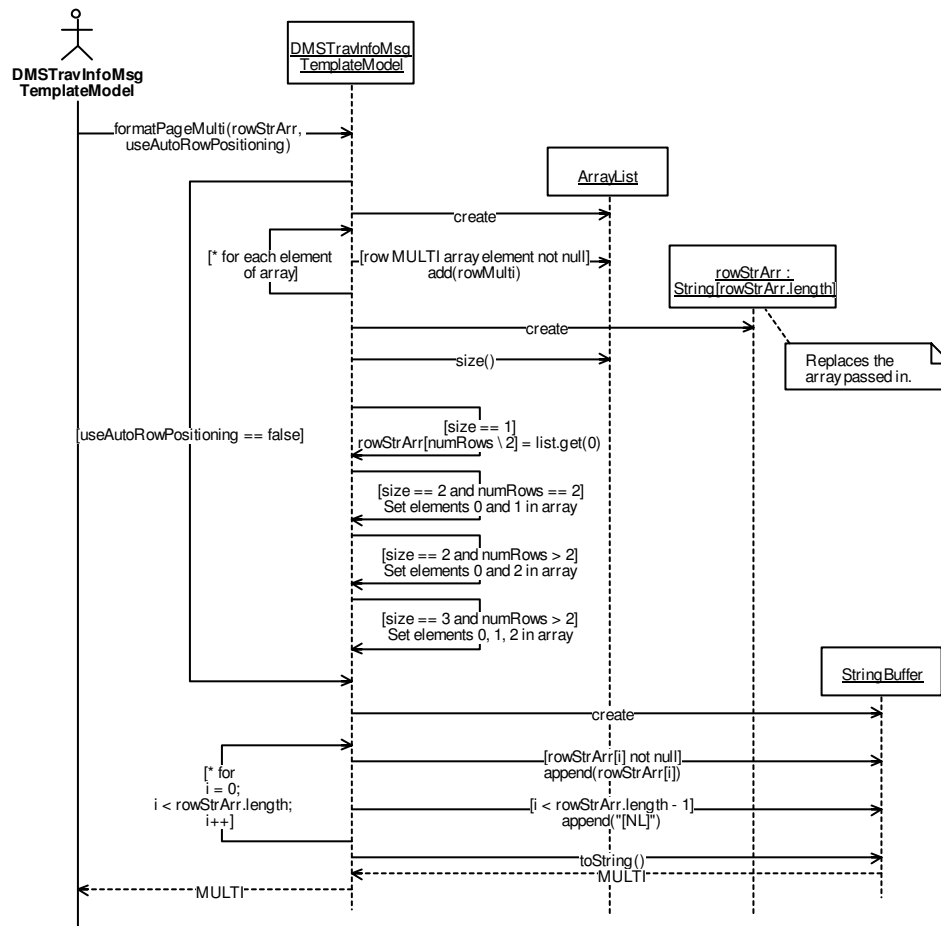 DMSTravInfoMsg
TemplateModel
DMSTravInfoMsg
TemplateModel
formatPageMulti(rowStrArr,
useAutoRowPositioning)
ArrayList
create
[* for each element
of array]
[row MULTI array element not null]
add(rowMulti)
rowStrArr :
String[rowStrArr.length]
create
Replaces the
array passed in.
size()
[useAutoRowPositioning == false]
[size == 1]
rowStrArr[numRows \ 2] = list.get(0)
[size == 2 and numRows == 2]
Set elements 0 and 1 in array
[size == 2 and numRows > 2]
Set elements 0 and 2 in array
[size == 3 and numRows > 2]
Set elements 0, 1, 2 in array
StringBuffer
create
[* for
i = 0;
i < rowStrArr.length;
i++]
[rowStrArr[i] not null]
append(rowStrArr[i])
[i < rowStrArr.length - 1]
append("[NL]")
toString()
MULTI
MULTI